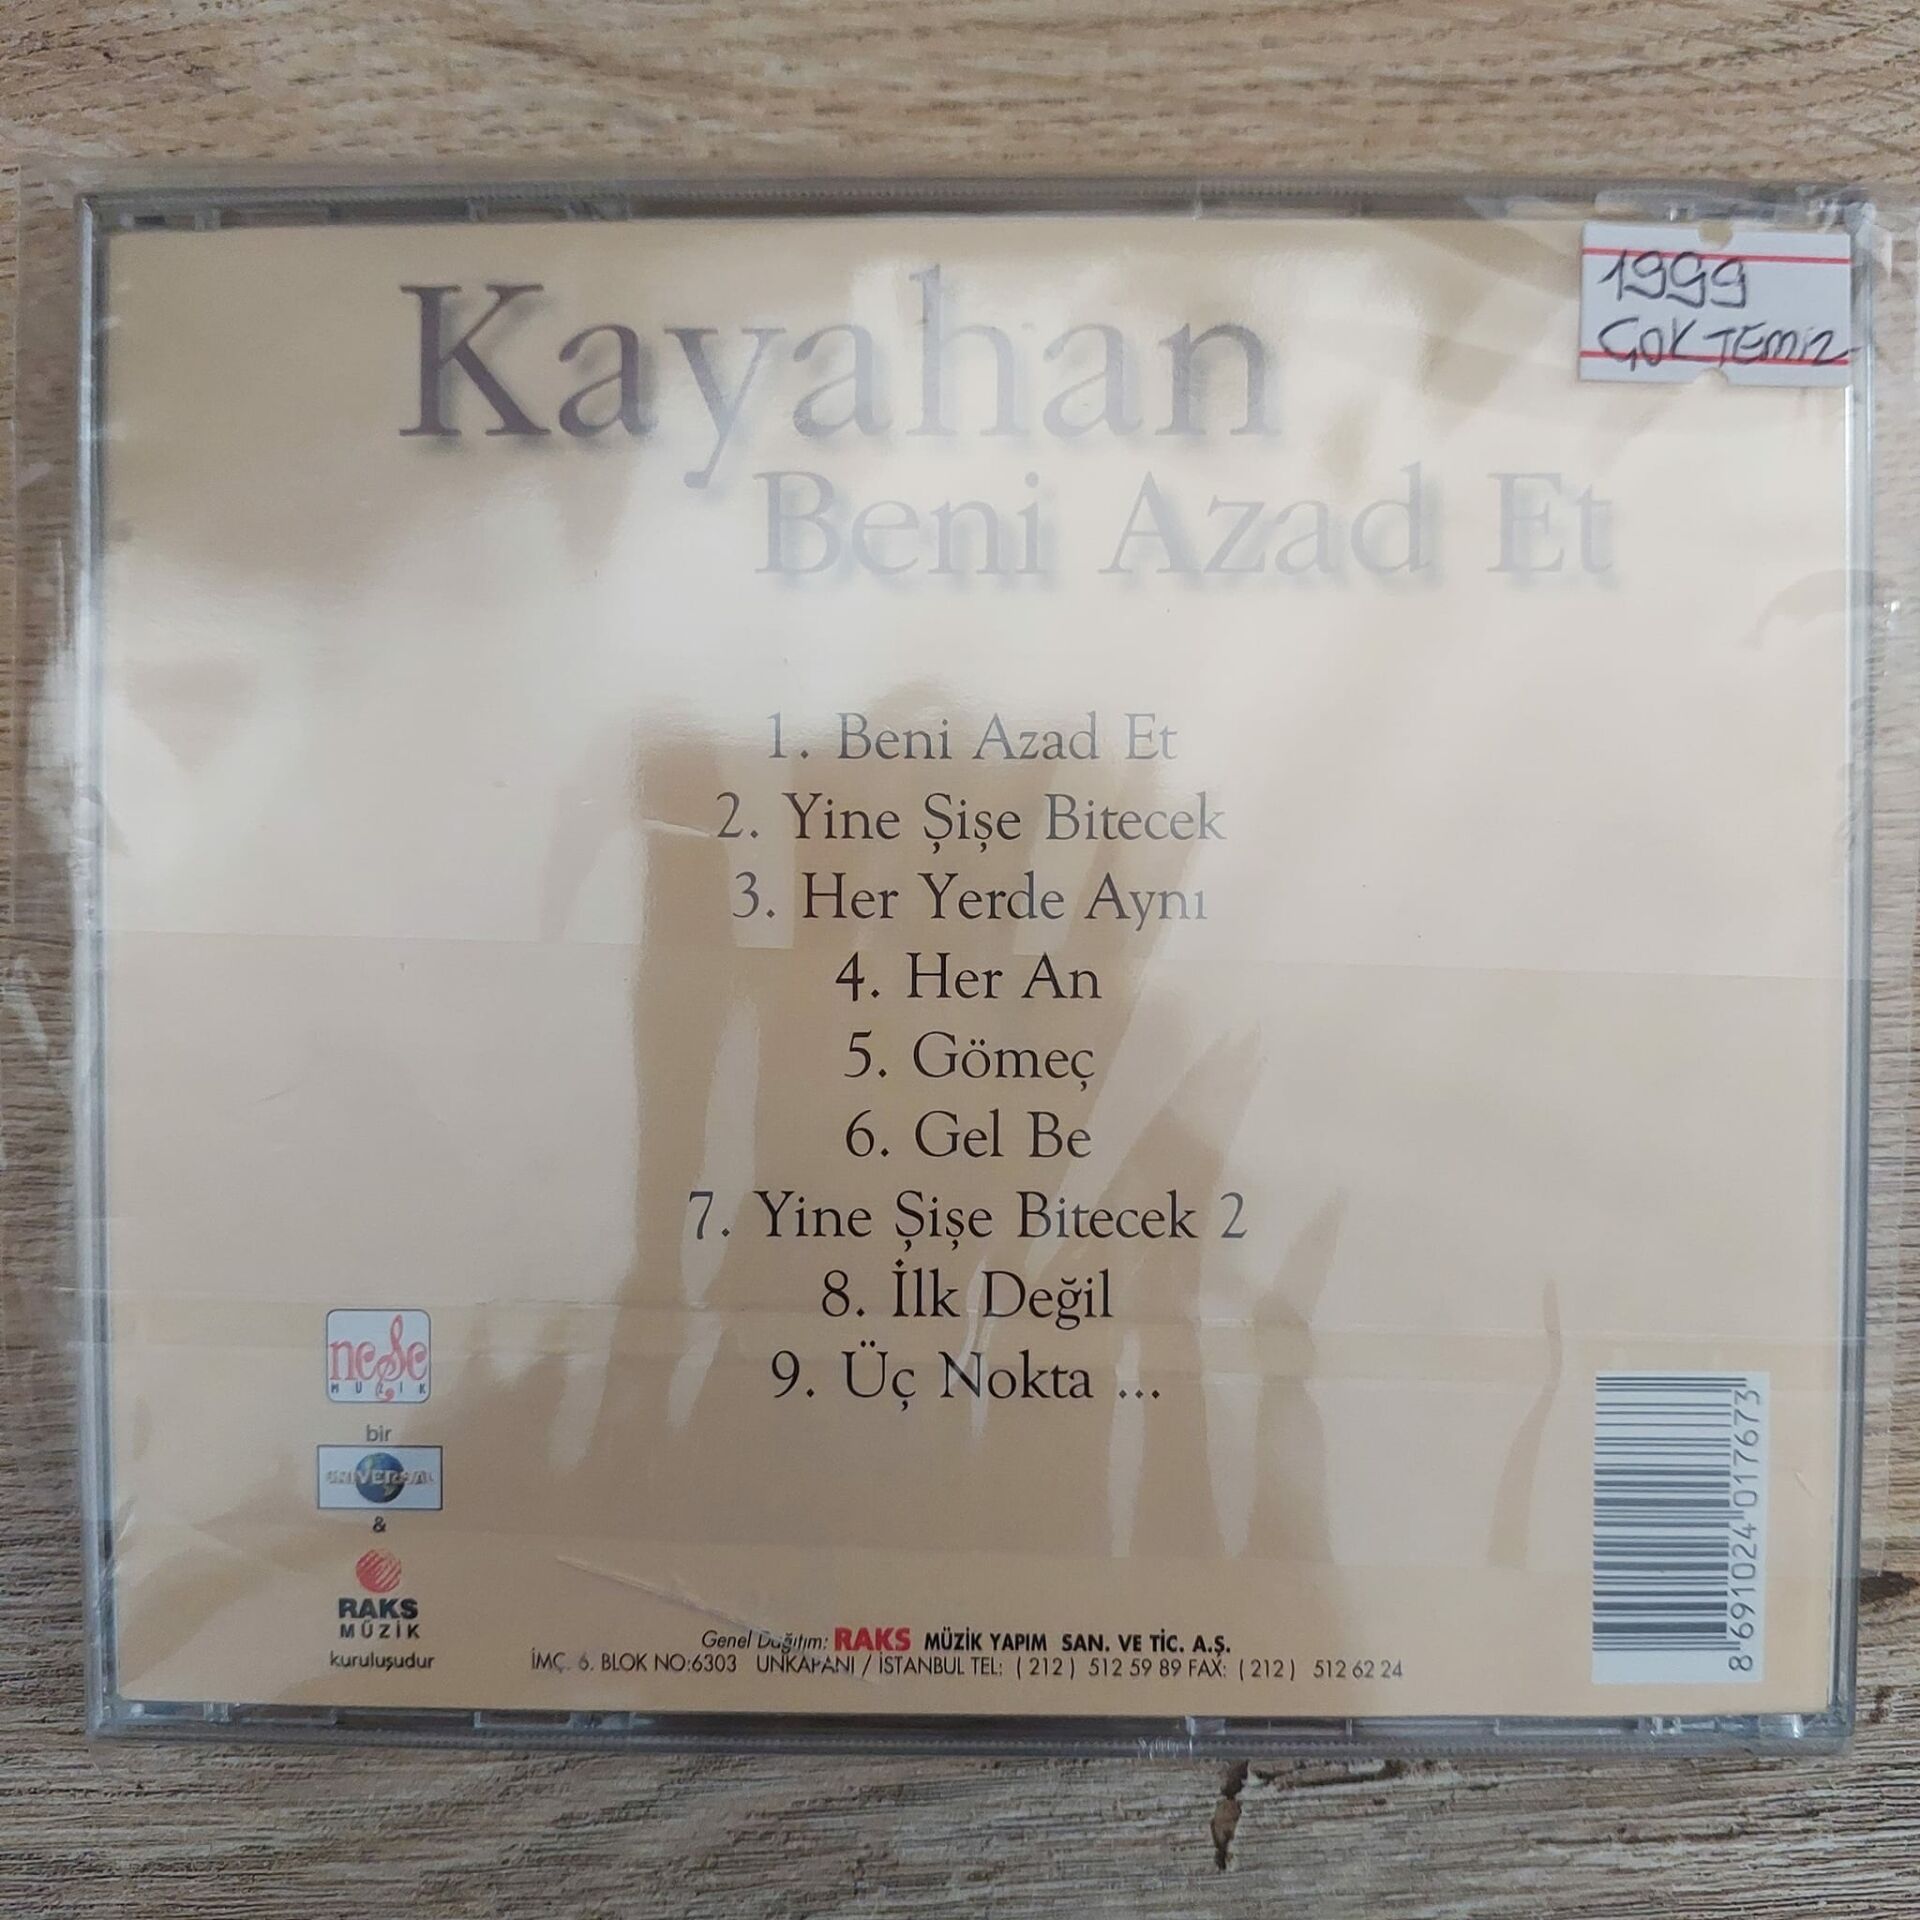 1999
ÇOK TEMİZ
Kayahan
Beni Azad Et
1. Beni Azad Et
2. Yine Şişe Bitecek
3. Her Yerde Aynı
4. Her An
5. Gömeç
6. Gel Be
7. Yine Şişe Bitecek 2
8. İlk Değil
9. Üç Nokta ...
neşe
MÜZİK
bir
UNIVERSAL
&
RAKS
MÜZİK
kuruluşudur
Genel Dağıtım: RAKS MÜZİK YAPIM SAN. VE TİC. A.Ş.
İMÇ. 6. BLOK NO:6303 UNKAPANI / İSTANBUL TEL: (212) 512 59 89 FAX: (212) 512 62 24
8691024017673